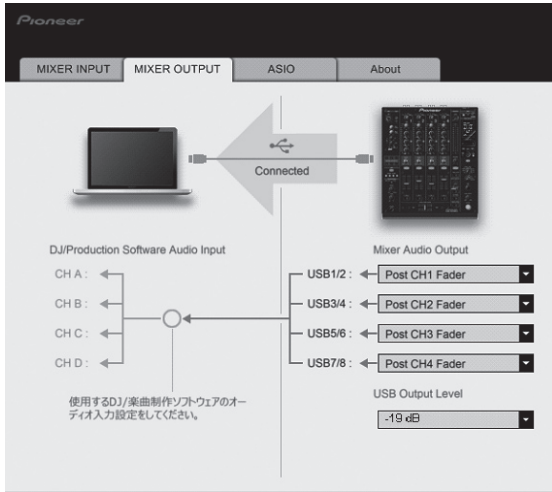 Pioneer
MIXER INPUT
MIXER OUTPUT
ASIO
About
Connected
Pioneer
DJ/Production Software Audio Input
CH A :
CH B :
CH C :
CH D :
使用するDJ/楽曲制作ソフトウェアのオー
ディオ入力設定をしてください。
Mixer Audio Output
USB1/2 :
Post CH1 Fader
USB3/4 :
Post CH2 Fader
USB5/6 :
Post CH3 Fader
USB7/8 :
Post CH4 Fader
USB Output Level
-19 dB